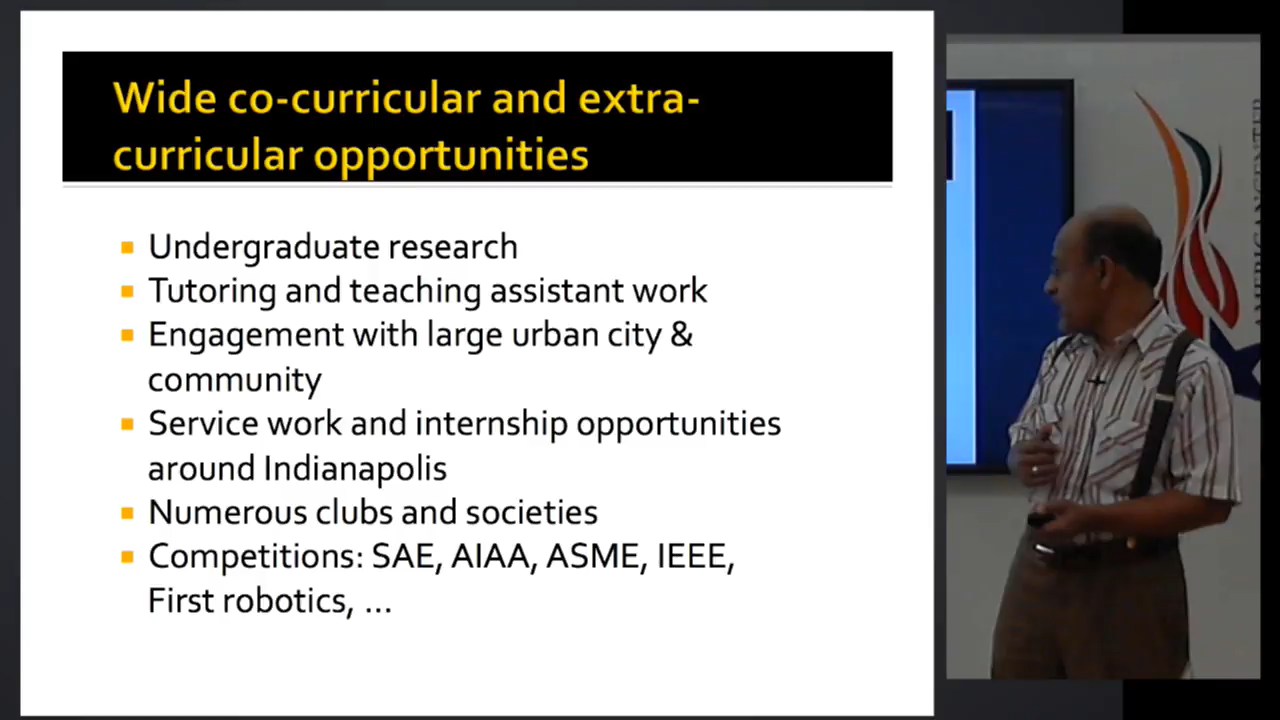 Wide co-curricular and extra-
curricular opportunities
Undergraduate research
Tutoring and teaching assistant work
Engagement with large urban city &
community
Service work and internship opportunities
around Indianapolis
Numerous clubs and societies
Competitions: SAE, AIAA, ASME, IEEE,
First robotics, ...
AMERICAN CENTER